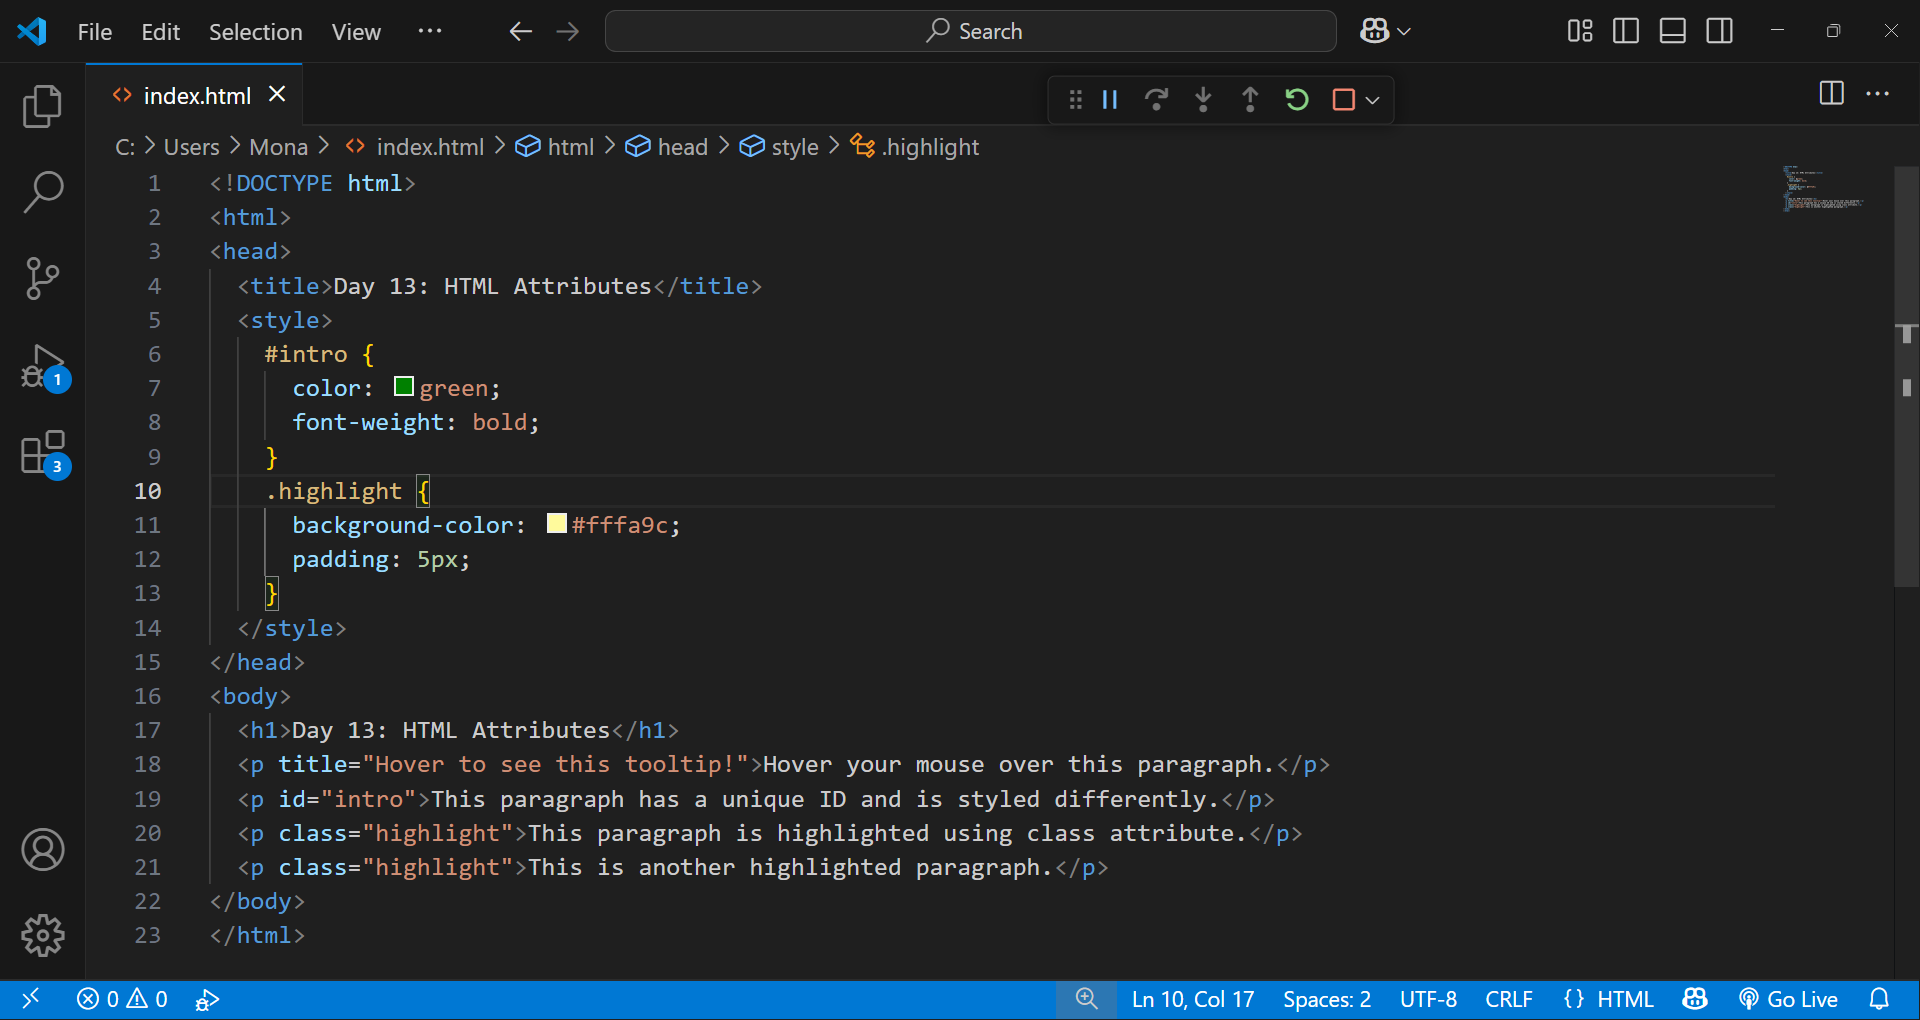 File Edit Selection View ··· Search
index.html
C: > Users > Mona > index.html > html > head > style > .highlight
1 <!DOCTYPE html>
2 <html>
3 <head>
4 <title>Day 13: HTML Attributes</title>
5 <style>
6 #intro {
7 color: green;
8 font-weight: bold;
9 }
10 .highlight {
11 background-color: #fffa9c;
12 padding: 5px;
13 }
14 </style>
15 </head>
16 <body>
17 <h1>Day 13: HTML Attributes</h1>
18 <p title="Hover to see this tooltip!">Hover your mouse over this paragraph.</p>
19 <p id="intro">This paragraph has a unique ID and is styled differently.</p>
20 <p class="highlight">This paragraph is highlighted using class attribute.</p>
21 <p class="highlight">This is another highlighted paragraph.</p>
22 </body>
23 </html>
1
3
0 0 Ln 10, Col 17 Spaces: 2 UTF-8 CRLF {} HTML Go Live